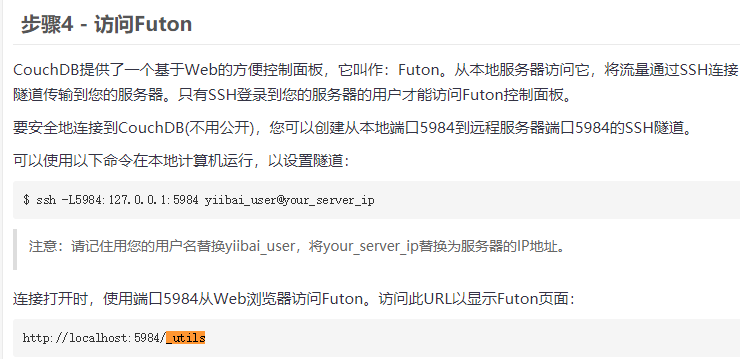 步骤4 - 访问Futon
CouchDB提供了一个基于Web的方便控制面板，它叫作：Futon。从本地服务器访问它，将流量通过SSH连接
隧道传输到您的服务器。只有SSH登录到您的服务器的用户才能访问Futon控制面板。
要安全地连接到CouchDB(不用公开)，您可以创建从本地端口5984到远程服务器端口5984的SSH隧道。
可以使用以下命令在本地计算机运行，以设置隧道：
$ ssh -L5984:127.0.0.1:5984 yiibai_user@your_server_ip
注意：请记住用您的用户名替换yiibai_user，将your_server_ip替换为服务器的IP地址。
连接打开时，使用端口5984从Web浏览器访问Futon。访问此URL以显示Futon页面：
http://localhost:5984/_utils